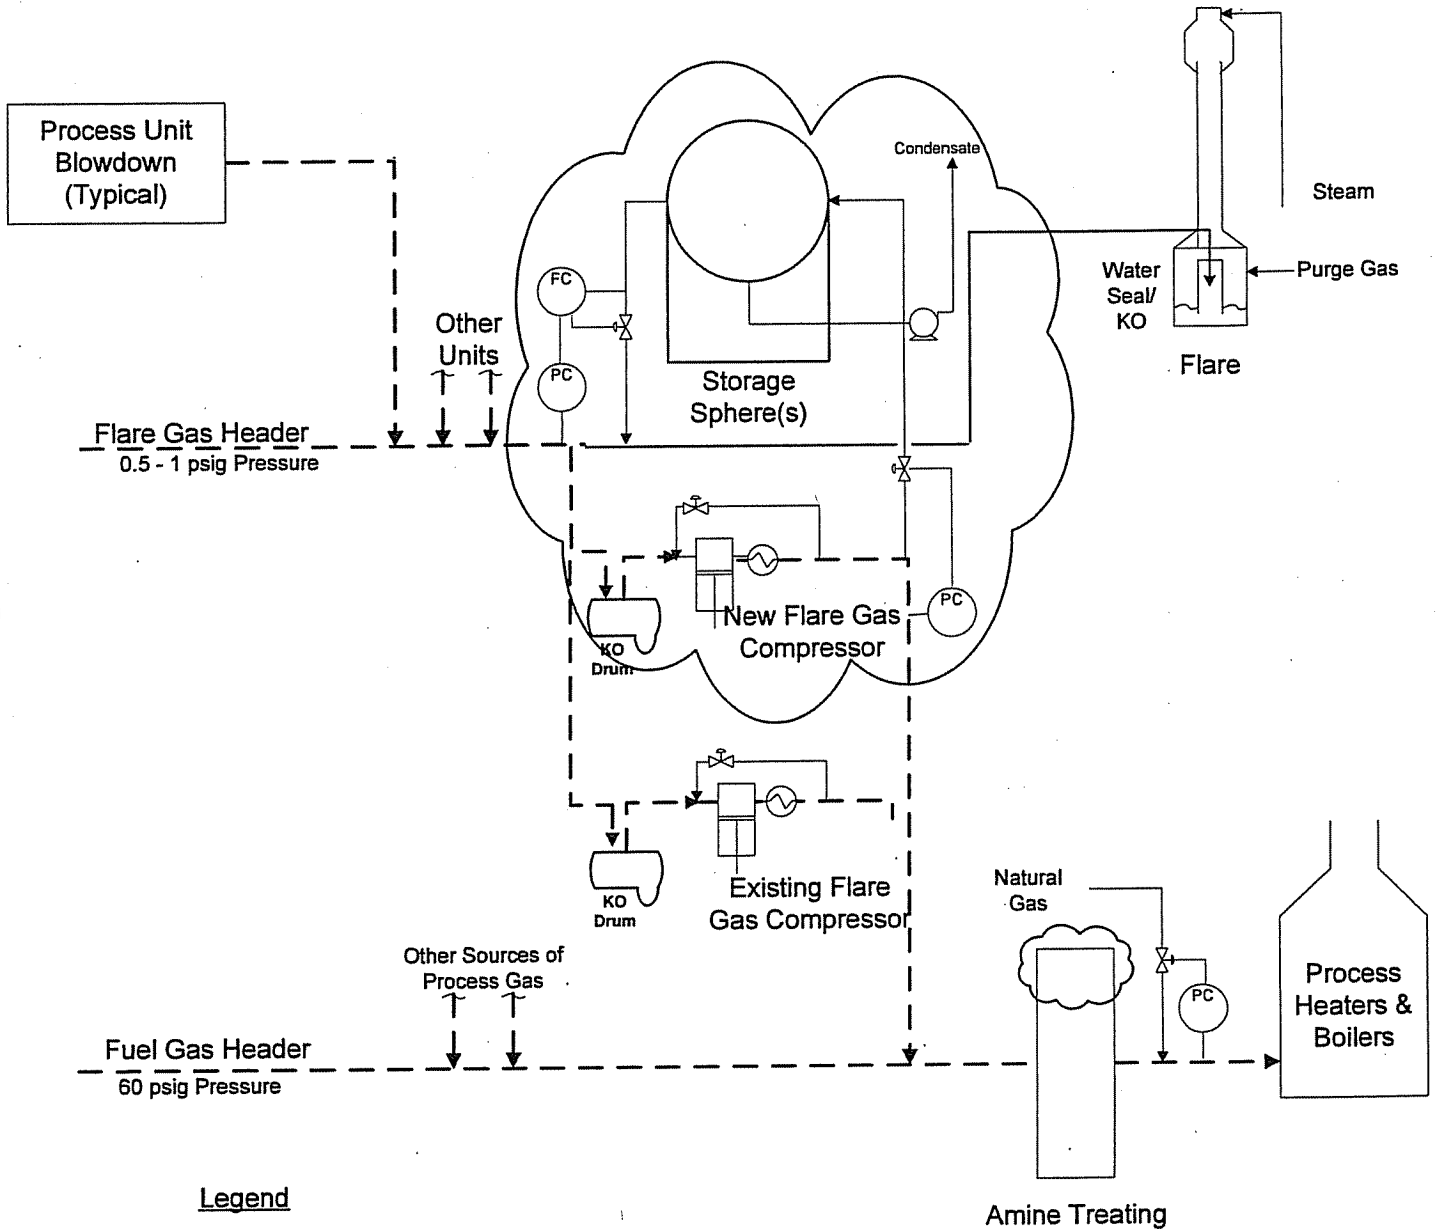 Process Unit
Blowdown
(Typical)
Condensate
Steam
Water
Seal/
KO
Purge Gas
Flare
FC
PC
Other
Units
Storage
Sphere(s)
Flare Gas Header
0.5 - 1 psig Pressure
PC
New Flare Gas
Compressor
KO
Drum
Existing Flare
Gas Compressor
KO
Drum
Natural
Gas
PC
Process
Heaters &
Boilers
Other Sources of
Process Gas
Fuel Gas Header
60 psig Pressure
Legend
Amine Treating